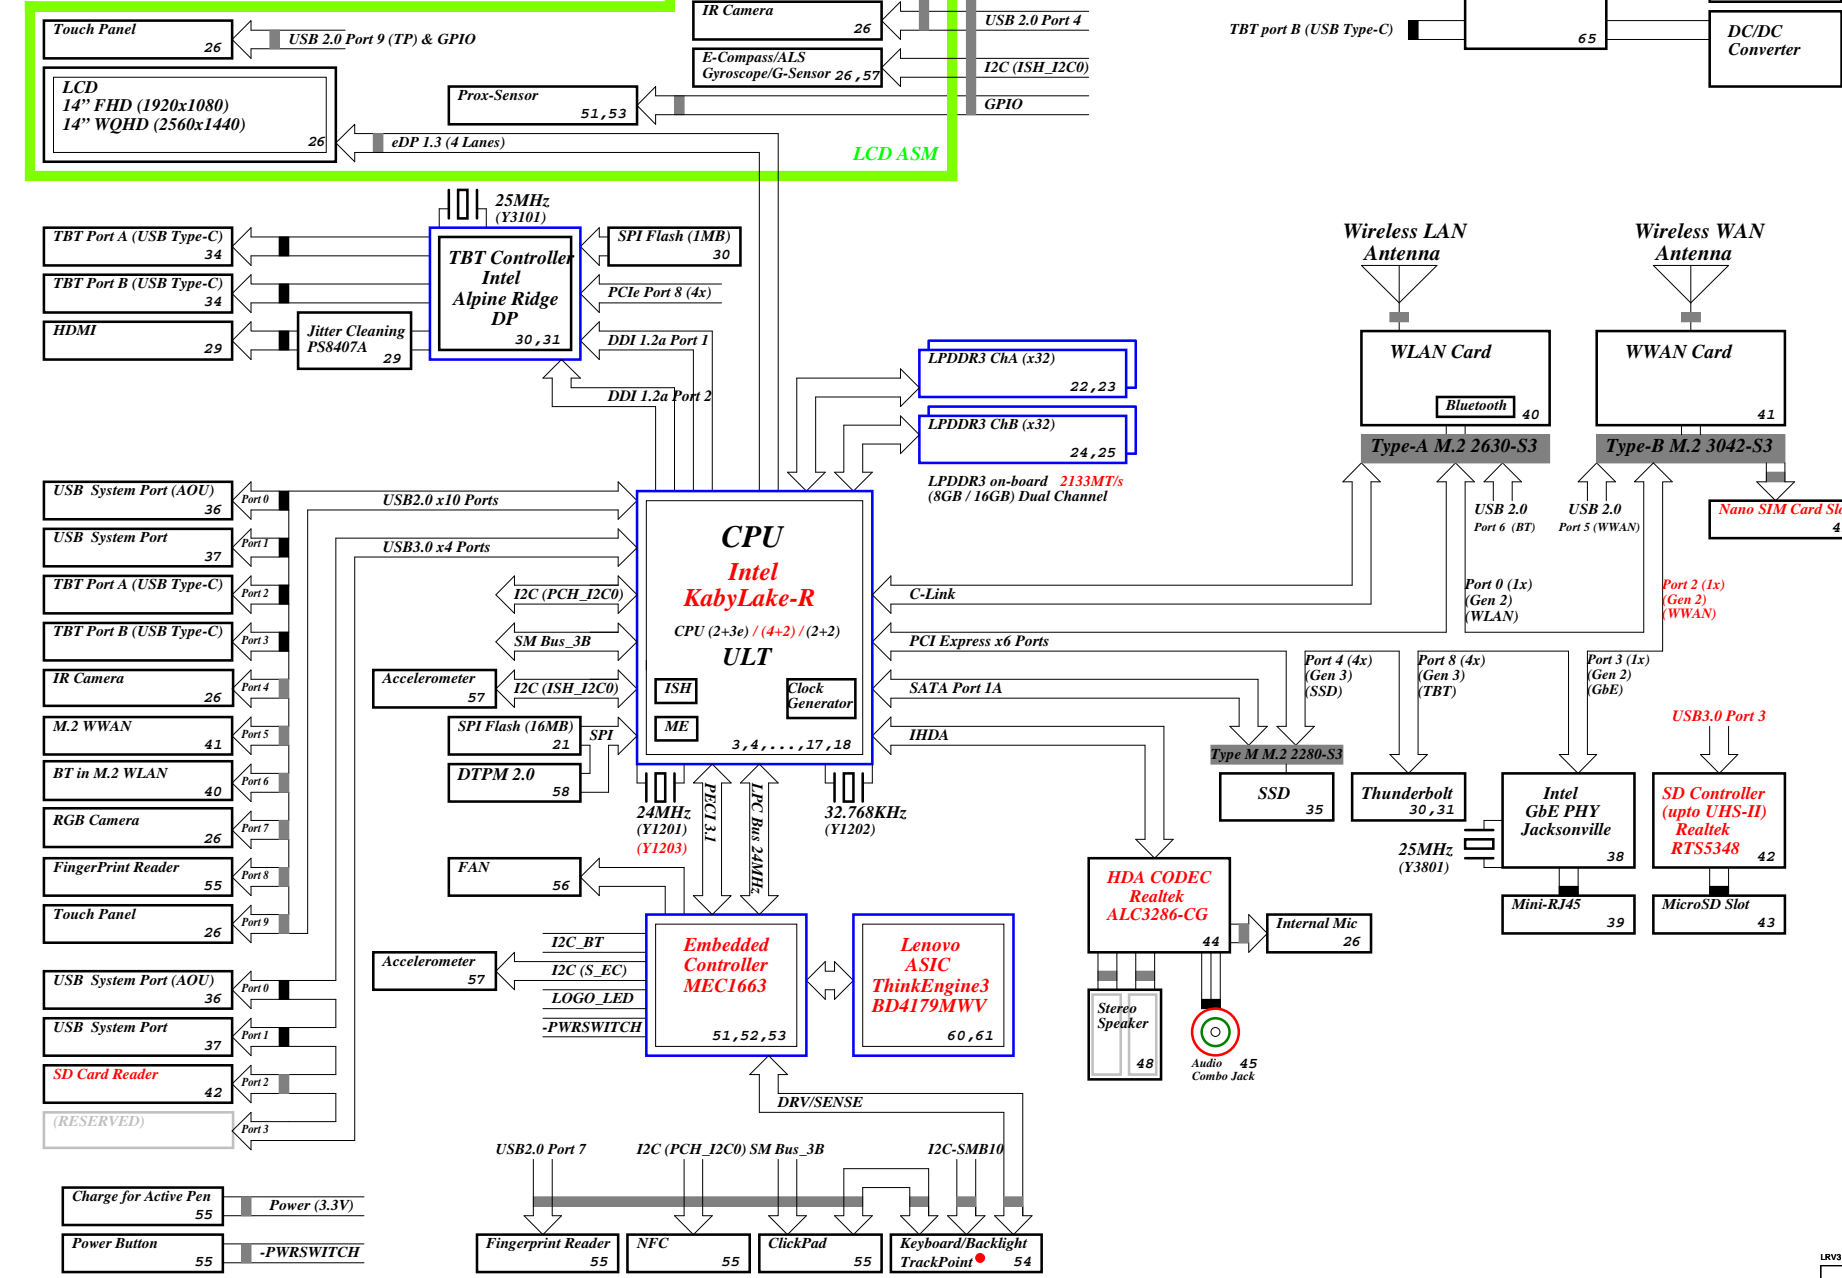 Touch Panel
26
USB 2.0 Port 9 (TP) & GPIO
LCD
14” FHD (1920x1080)
14” WQHD (2560x1440)
26
IR Camera
26
USB 2.0 Port 4
E-Compass/ALS
Gyroscope/G-Sensor 26,57
I2C (ISH_I2C0)
Prox-Sensor
51,53
GPIO
eDP 1.3 (4 Lanes)
LCD ASM
TBT port B (USB Type-C)
65
DC/DC
Converter
25MHz
(Y3101)
TBT Port A (USB Type-C)
34
TBT Port B (USB Type-C)
34
HDMI
29
Jitter Cleaning
PS8407A
29
TBT Controller
Intel
Alpine Ridge
DP
30,31
SPI Flash (1MB)
30
PCIe Port 8 (4x)
DDI 1.2a Port 1
DDI 1.2a Port 2
LPDDR3 ChA (x32)
22,23
LPDDR3 ChB (x32)
24,25
LPDDR3 on-board 2133MT/s
(8GB / 16GB) Dual Channel
Wireless LAN
Antenna
Wireless WAN
Antenna
WLAN Card
Bluetooth
40
Type-A M.2 2630-S3
WWAN Card
41
Type-B M.2 3042-S3
USB 2.0
Port 6 (BT)
USB 2.0
Port 5 (WWAN)
Nano SIM Card Slo
4
USB System Port (AOU)
36
Port 0
USB System Port
37
Port 1
TBT Port A (USB Type-C)
34
Port 2
TBT Port B (USB Type-C)
34
Port 3
IR Camera
26
Port 4
M.2 WWAN
41
Port 5
BT in M.2 WLAN
40
Port 6
RGB Camera
26
Port 7
FingerPrint Reader
55
Port 8
Touch Panel
26
Port 9
USB2.0 x10 Ports
USB3.0 x4 Ports
I2C (PCH_I2C0)
SM Bus_3B
Accelerometer
57
I2C (ISH_I2C0)
SPI Flash (16MB)
21
SPI
DTPM 2.0
58
CPU
Intel
KabyLake-R
CPU (2+3e) / (4+2) / (2+2)
ULT
ISH
ME
Clock
Generator
3,4,...,17,18
24MHz
(Y1201)
(Y1203)
PECI 3.1
LPC Bus 24MHz
32.768KHz
(Y1202)
C-Link
PCI Express x6 Ports
SATA Port 1A
IHDA
Port 0 (1x)
(Gen 2)
(WLAN)
Port 2 (1x)
(Gen 2)
(WWAN)
Port 4 (4x)
(Gen 3)
(SSD)
Port 8 (4x)
(Gen 3)
(TBT)
Port 3 (1x)
(Gen 2)
(GbE)
USB3.0 Port 3
Type M M.2 2280-S3
SSD
35
Thunderbolt
30,31
25MHz
(Y3801)
Intel
GbE PHY
Jacksonville
38
Mini-RJ45
39
SD Controller
(upto UHS-II)
Realtek
RTS5348
42
MicroSD Slot
43
FAN
56
Accelerometer
57
I2C_BT
I2C (S_EC)
LOGO_LED
-PWRSWITCH
Embedded
Controller
MEC1663
51,52,53
Lenovo
ASIC
ThinkEngine3
BD4179MWV
60,61
HDA CODEC
Realtek
ALC3286-CG
44
Internal Mic
26
Stereo
Speaker
48
Audio
Combo Jack
45
USB System Port (AOU)
36
Port 0
USB System Port
37
Port 1
SD Card Reader
42
Port 2
(RESERVED)
Port 3
DRV/SENSE
USB2.0 Port 7
I2C (PCH_I2C0) SM Bus_3B
I2C-SMB10
Charge for Active Pen
55
Power (3.3V)
Power Button
55
-PWRSWITCH
Fingerprint Reader
55
NFC
55
ClickPad
55
Keyboard/Backlight
TrackPoint
54
LRV3